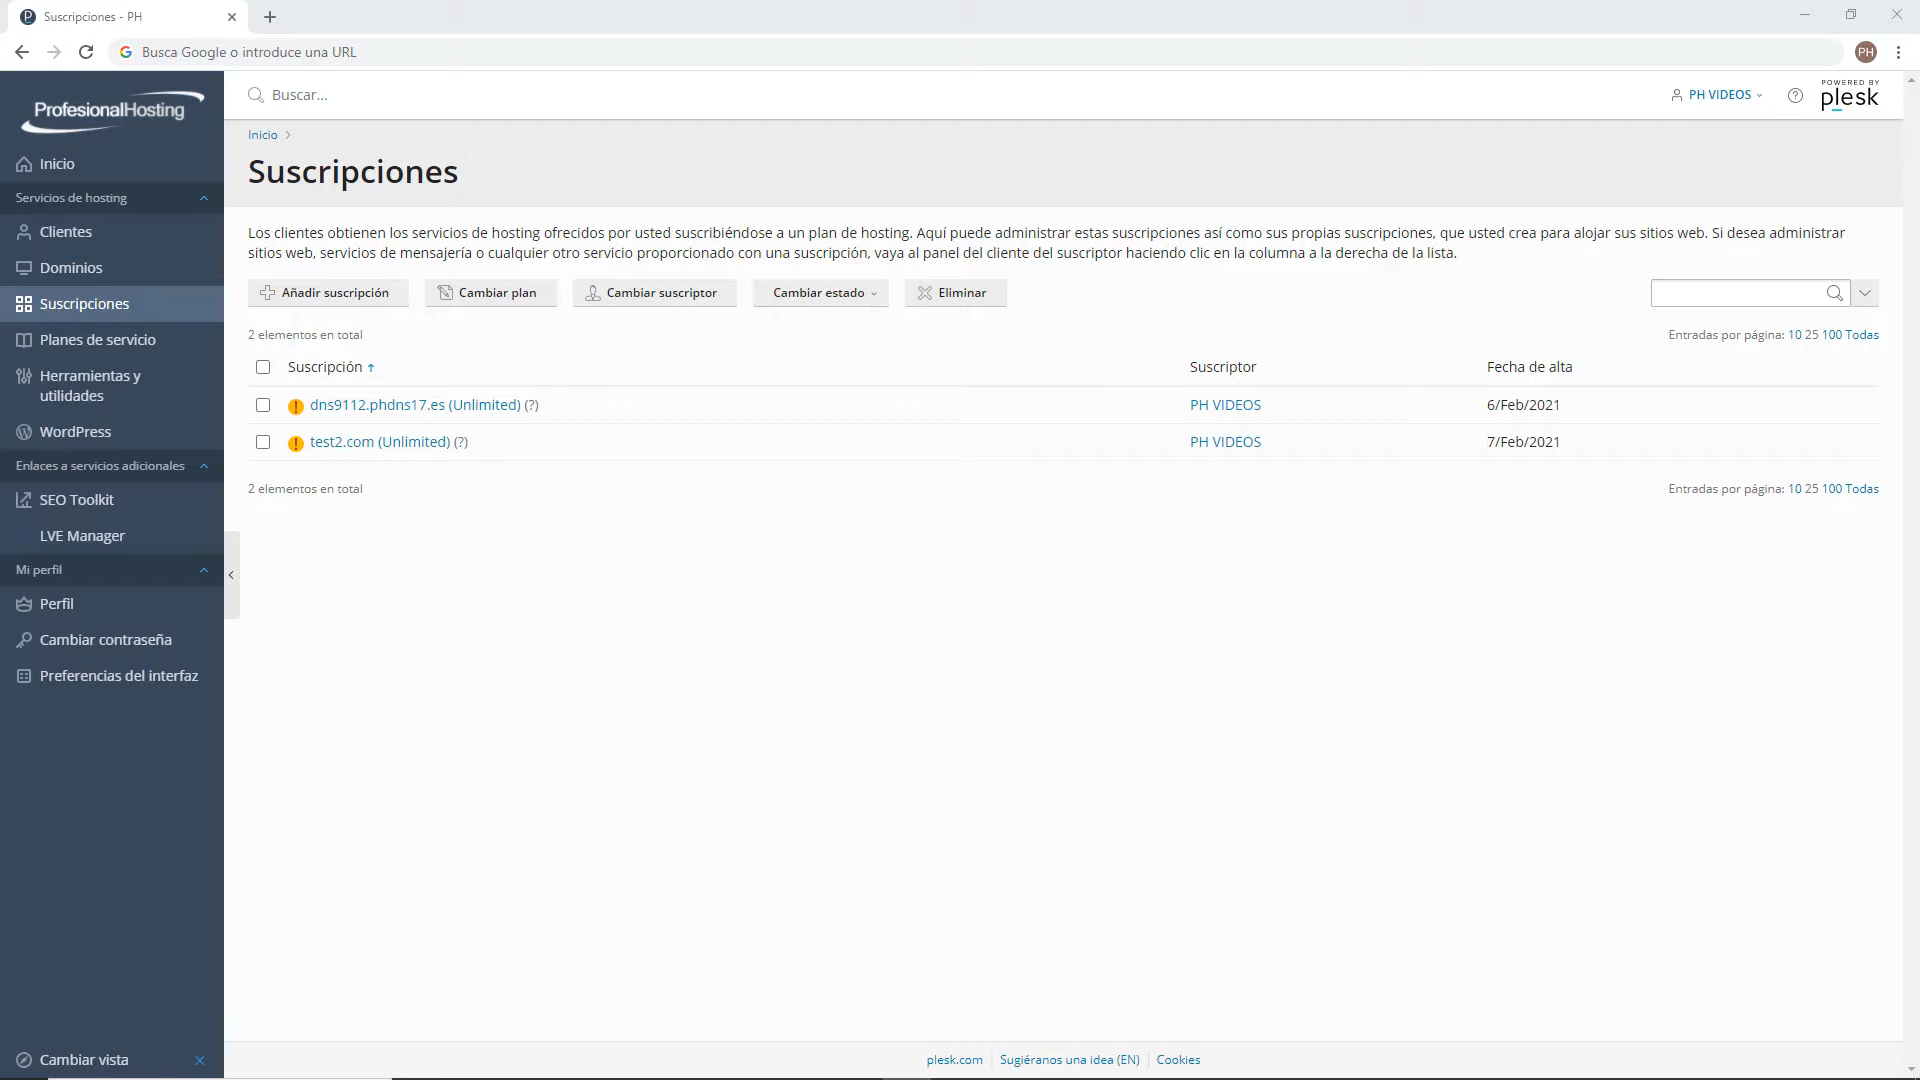 Suscripciones - PH
Busca Google o introduce una URL
PH
ProfesionalHosting
Buscar...
PH VIDEOS
POWERED BY
plesk
Inicio
Suscripciones
Inicio
Servicios de hosting
Clientes
Dominios
Suscripciones
Planes de servicio
Herramientas y
utilidades
WordPress
Enlaces a servicios adicionales
SEO Toolkit
LVE Manager
Mi perfil
Perfil
Cambiar contraseña
Preferencias del interfaz
Cambiar vista
Los clientes obtienen los servicios de hosting ofrecidos por usted suscribiéndose a un plan de hosting. Aquí puede administrar estas suscripciones así como sus propias suscripciones, que usted crea para alojar sus sitios web. Si desea administrar
sitios web, servicios de mensajería o cualquier otro servicio proporcionado con una suscripción, vaya al panel del cliente del suscriptor haciendo clic en la columna a la derecha de la lista.
Añadir suscripción Cambiar plan Cambiar suscriptor Cambiar estado Eliminar
2 elementos en total Entradas por página: 10 25 100 Todas
Suscripción ↑ Suscriptor Fecha de alta
dns9112.phdns17.es (Unlimited) (?) PH VIDEOS 6/Feb/2021
test2.com (Unlimited) (?) PH VIDEOS 7/Feb/2021
2 elementos en total Entradas por página: 10 25 100 Todas
plesk.com Sugiéranos una idea (EN) Cookies